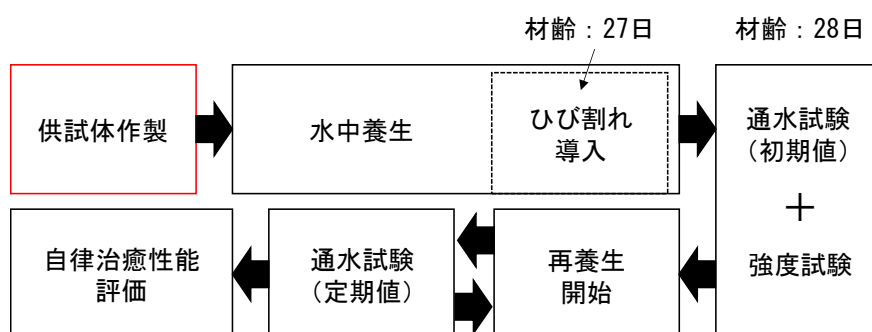 材齢：27日
材齢：28日
供試体作製
水中養生
ひび割れ
導入
通水試験
（初期値）
＋
強度試験
再養生
開始
通水試験
（定期値）
自律治癒性能
評価